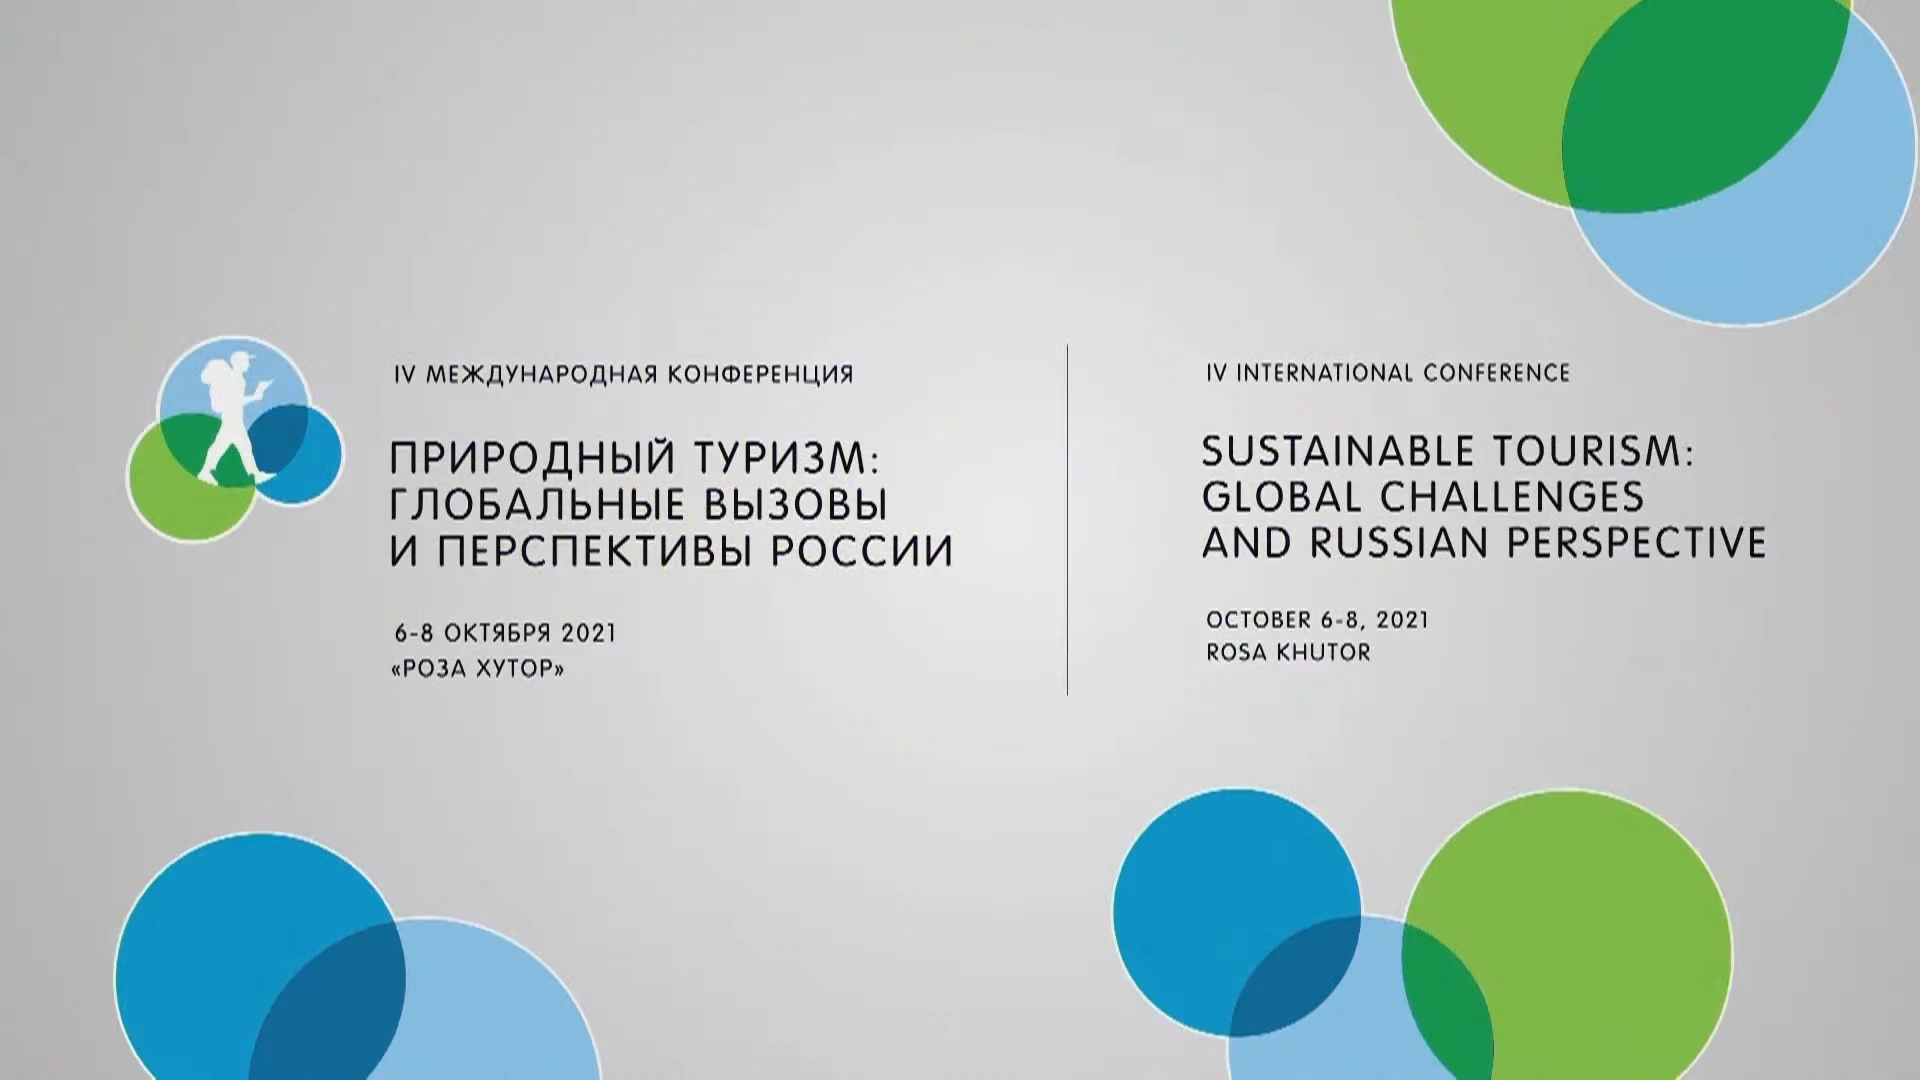 IV МЕЖДУНАРОДНАЯ КОНФЕРЕНЦИЯ
ПРИРОДНЫЙ ТУРИЗМ:
ГЛОБАЛЬНЫЕ ВЫЗОВЫ
И ПЕРСПЕКТИВЫ РОССИИ
6-8 ОКТЯБРЯ 2021
«РОЗА ХУТОР»
IV INTERNATIONAL CONFERENCE
SUSTAINABLE TOURISM:
GLOBAL CHALLENGES
AND RUSSIAN PERSPECTIVE
OCTOBER 6-8, 2021
ROSA KHUTOR